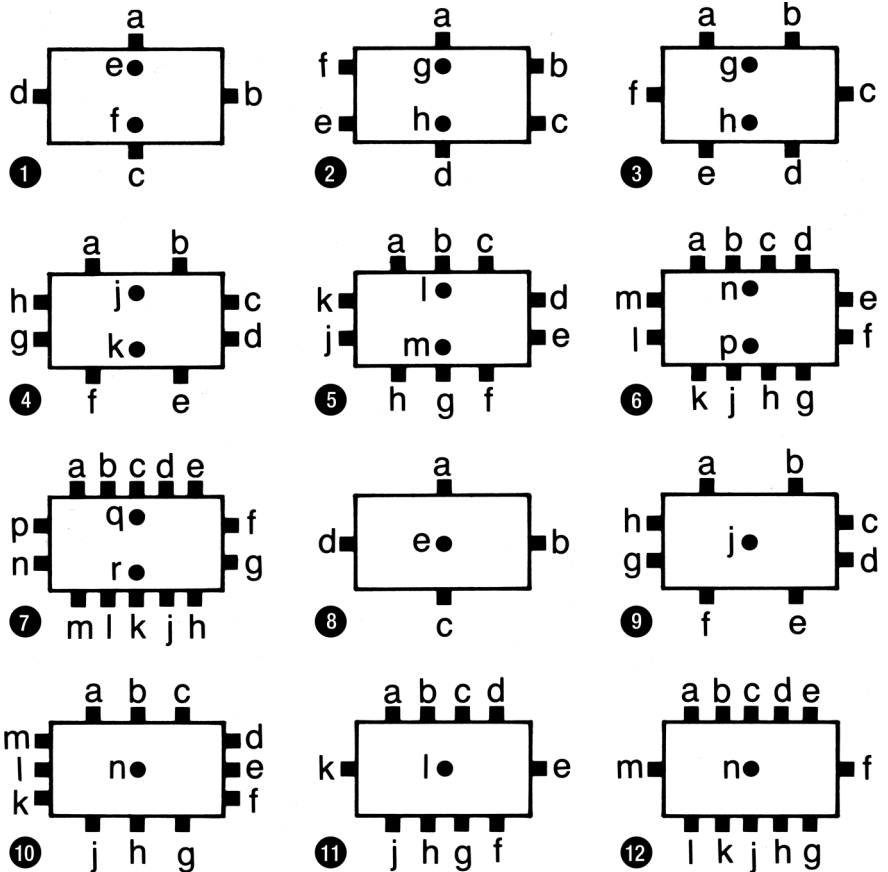 a
e
d b
f
c
1
a
f g b
e h c
d
2
a b
g
f c
h
e d
3
a b
h j c
g k d
f e
4
a b c
k l d
j m e
h g f
5
a b c d
m n e
l p f
k j h g
6
a b c d e
p q f
n r g
m l k j h
7
a
d e b
c
8
a b
h c
j
g d
f e
9
a b c
m d
l n e
k f
j h g
10
a b c d
k l e
j h g f
11
a b c d e
m n f
l k j h g
12